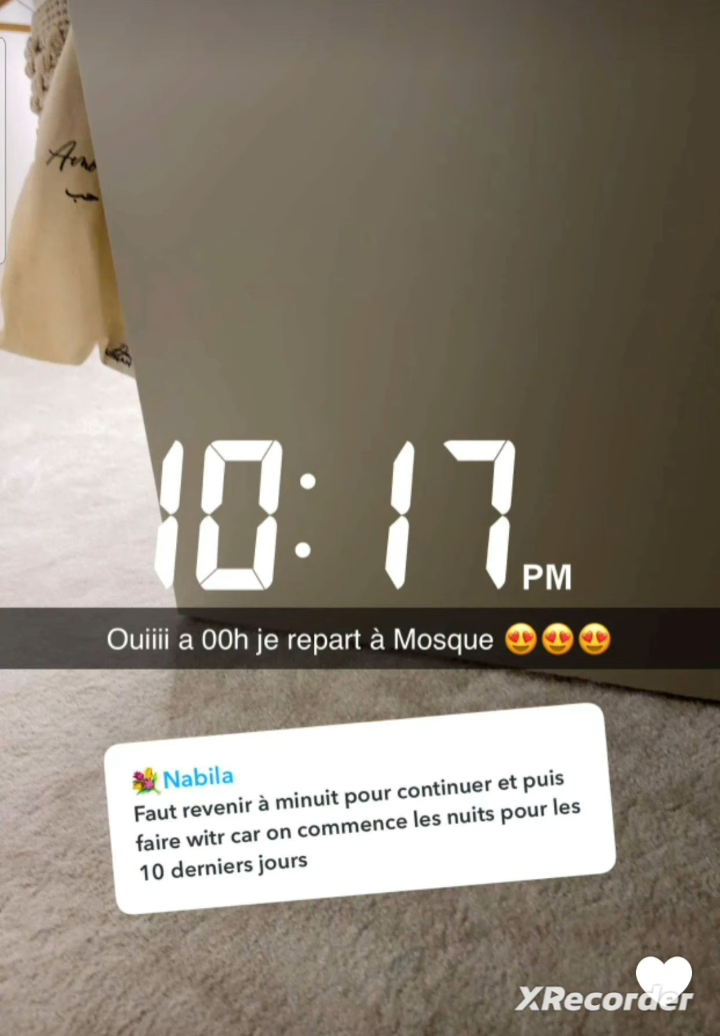 10:17 PM
Ouiiii a 00h je repart à Mosque 😍😍😍
💐Nabila
Faut revenir à minuit pour continuer et puis
faire witr car on commence les nuits pour les
10 derniers jours
XRecorder